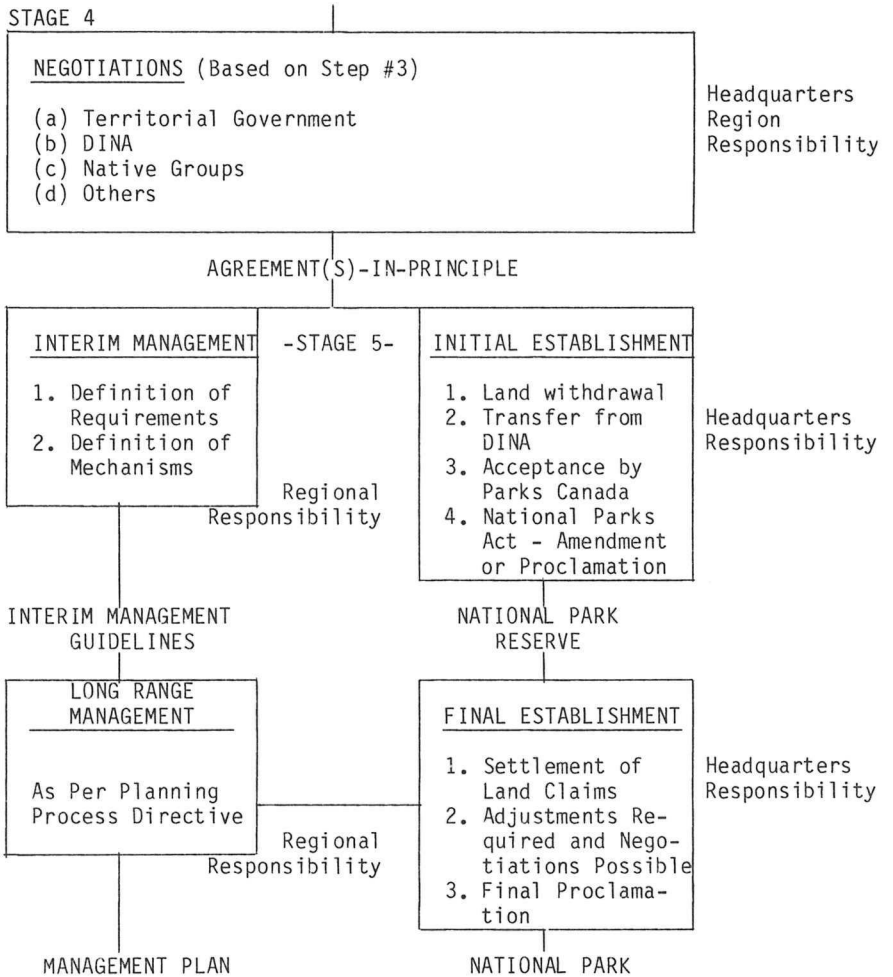 STAGE 4
NEGOTIATIONS (Based on Step #3)
(a) Territorial Government
(b) DINA
(c) Native Groups
(d) Others
Headquarters
Region
Responsibility
AGREEMENT(S)-IN-PRINCIPLE
INTERIM MANAGEMENT
1. Definition of
Requirements
2. Definition of
Mechanisms
-STAGE 5-
Regional
Responsibility
INITIAL ESTABLISHMENT
1. Land withdrawal
2. Transfer from
DINA
3. Acceptance by
Parks Canada
4. National Parks
Act - Amendment
or Proclamation
Headquarters
Responsibility
INTERIM MANAGEMENT
GUIDELINES
NATIONAL PARK
RESERVE
LONG RANGE
MANAGEMENT
As Per Planning
Process Directive
Regional
Responsibility
FINAL ESTABLISHMENT
1. Settlement of
Land Claims
2. Adjustments Re-
quired and Nego-
tiations Possible
3. Final Proclama-
tion
Headquarters
Responsibility
MANAGEMENT PLAN
NATIONAL PARK